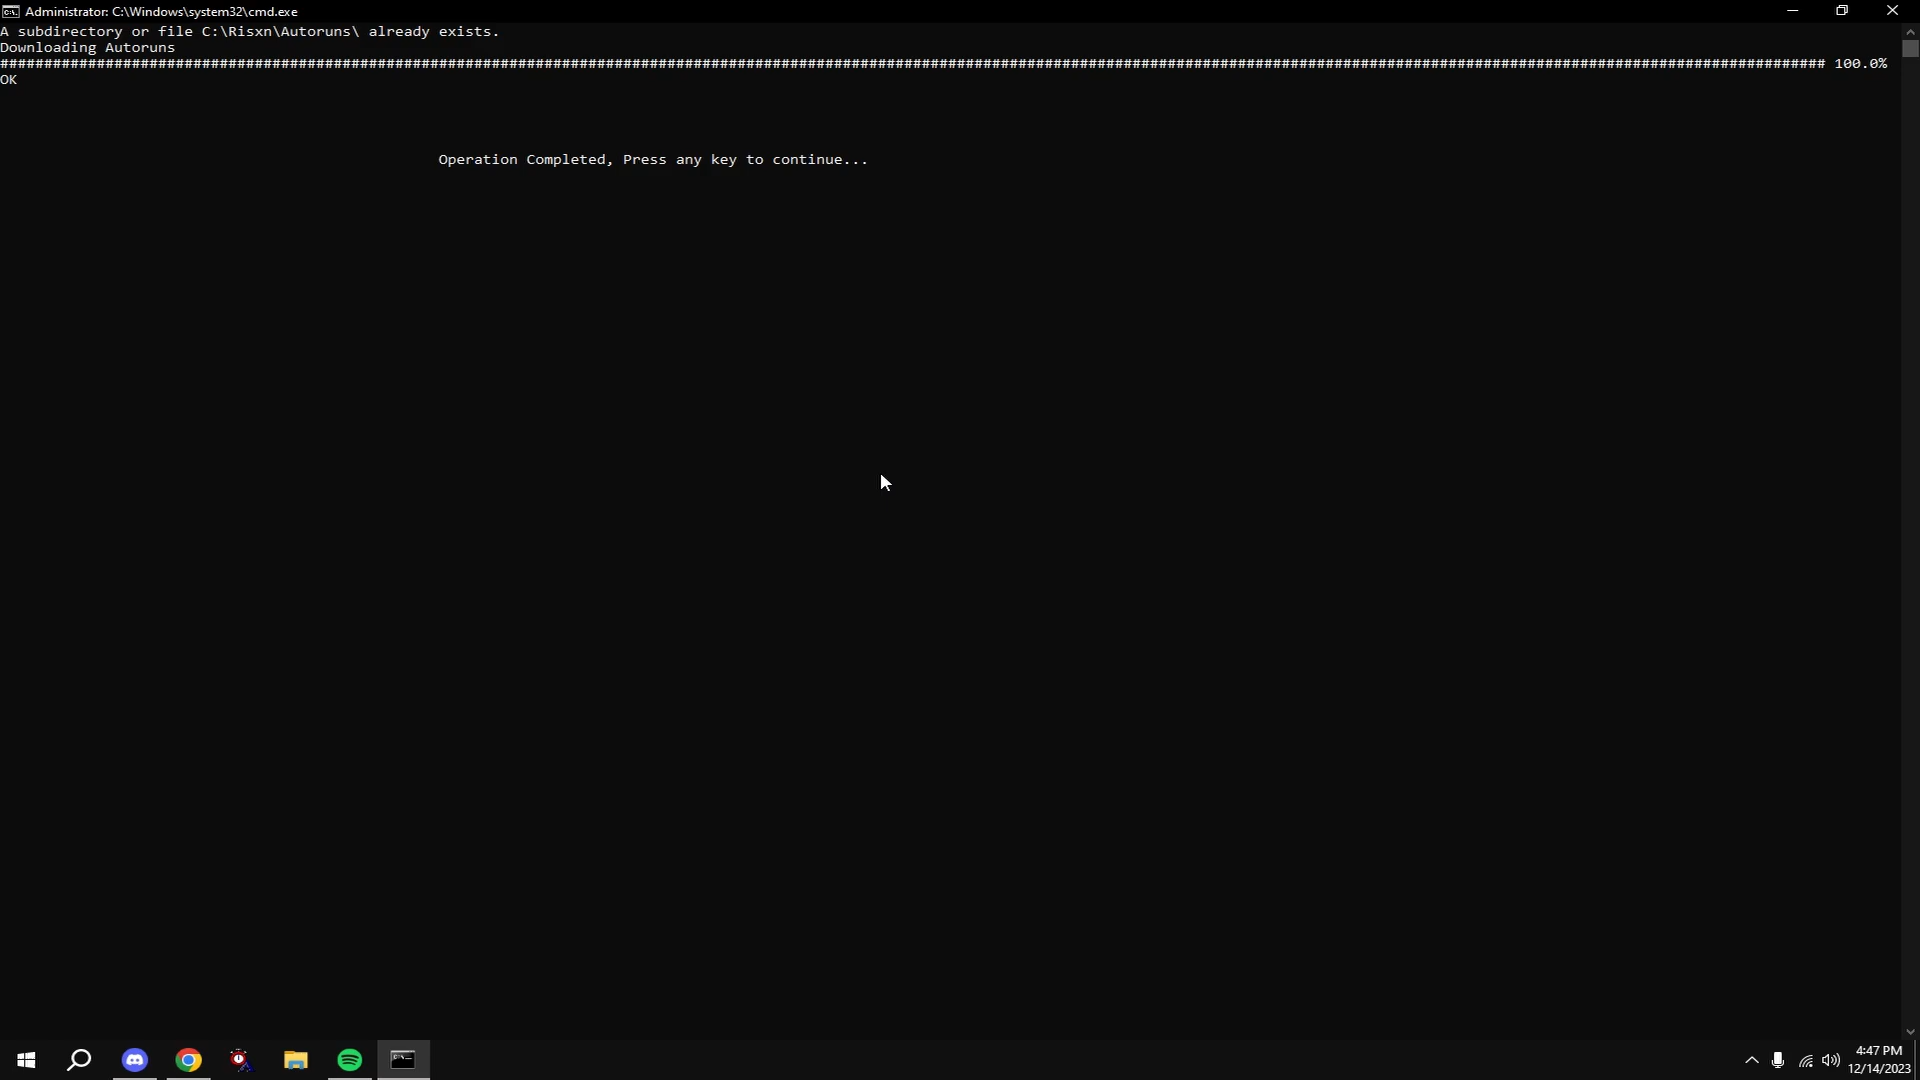 Administrator: C:\Windows\system32\cmd.exe
A subdirectory or file C:\Risxn\Autoruns\ already exists.
Downloading Autoruns
################################################################################################################################################################################################################ 100.0%
OK
Operation Completed, Press any key to continue...
4:47 PM
12/14/2023